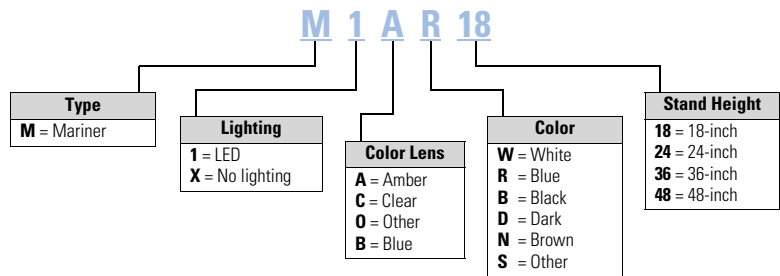 M 1 A R 18
Type
M = Mariner
Lighting
1 = LED
X = No lighting
Color Lens
A = Amber
C = Clear
O = Other
B = Blue
Color
W = White
R = Blue
B = Black
D = Dark
N = Brown
S = Other
Stand Height
18 = 18-inch
24 = 24-inch
36 = 36-inch
48 = 48-inch